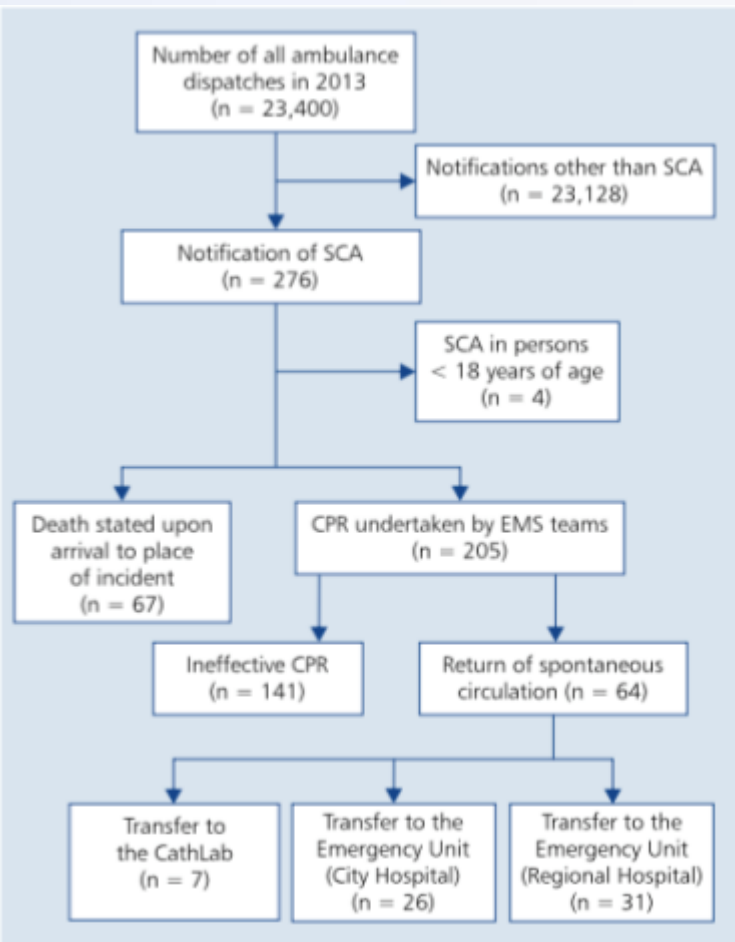 Number of all ambulance
dispatches in 2013
(n = 23,400)
Notifications other than SCA
(n = 23,128)
Notification of SCA
(n = 276)
SCA in persons
< 18 years of age
(n = 4)
Death stated upon
arrival to place
of incident
(n = 67)
CPR undertaken by EMS teams
(n = 205)
Ineffective CPR
(n = 141)
Return of spontaneous
circulation (n = 64)
Transfer to
the CathLab
(n = 7)
Transfer to the
Emergency Unit
(City Hospital)
(n = 26)
Transfer to the
Emergency Unit
(Regional Hospital)
(n = 31)